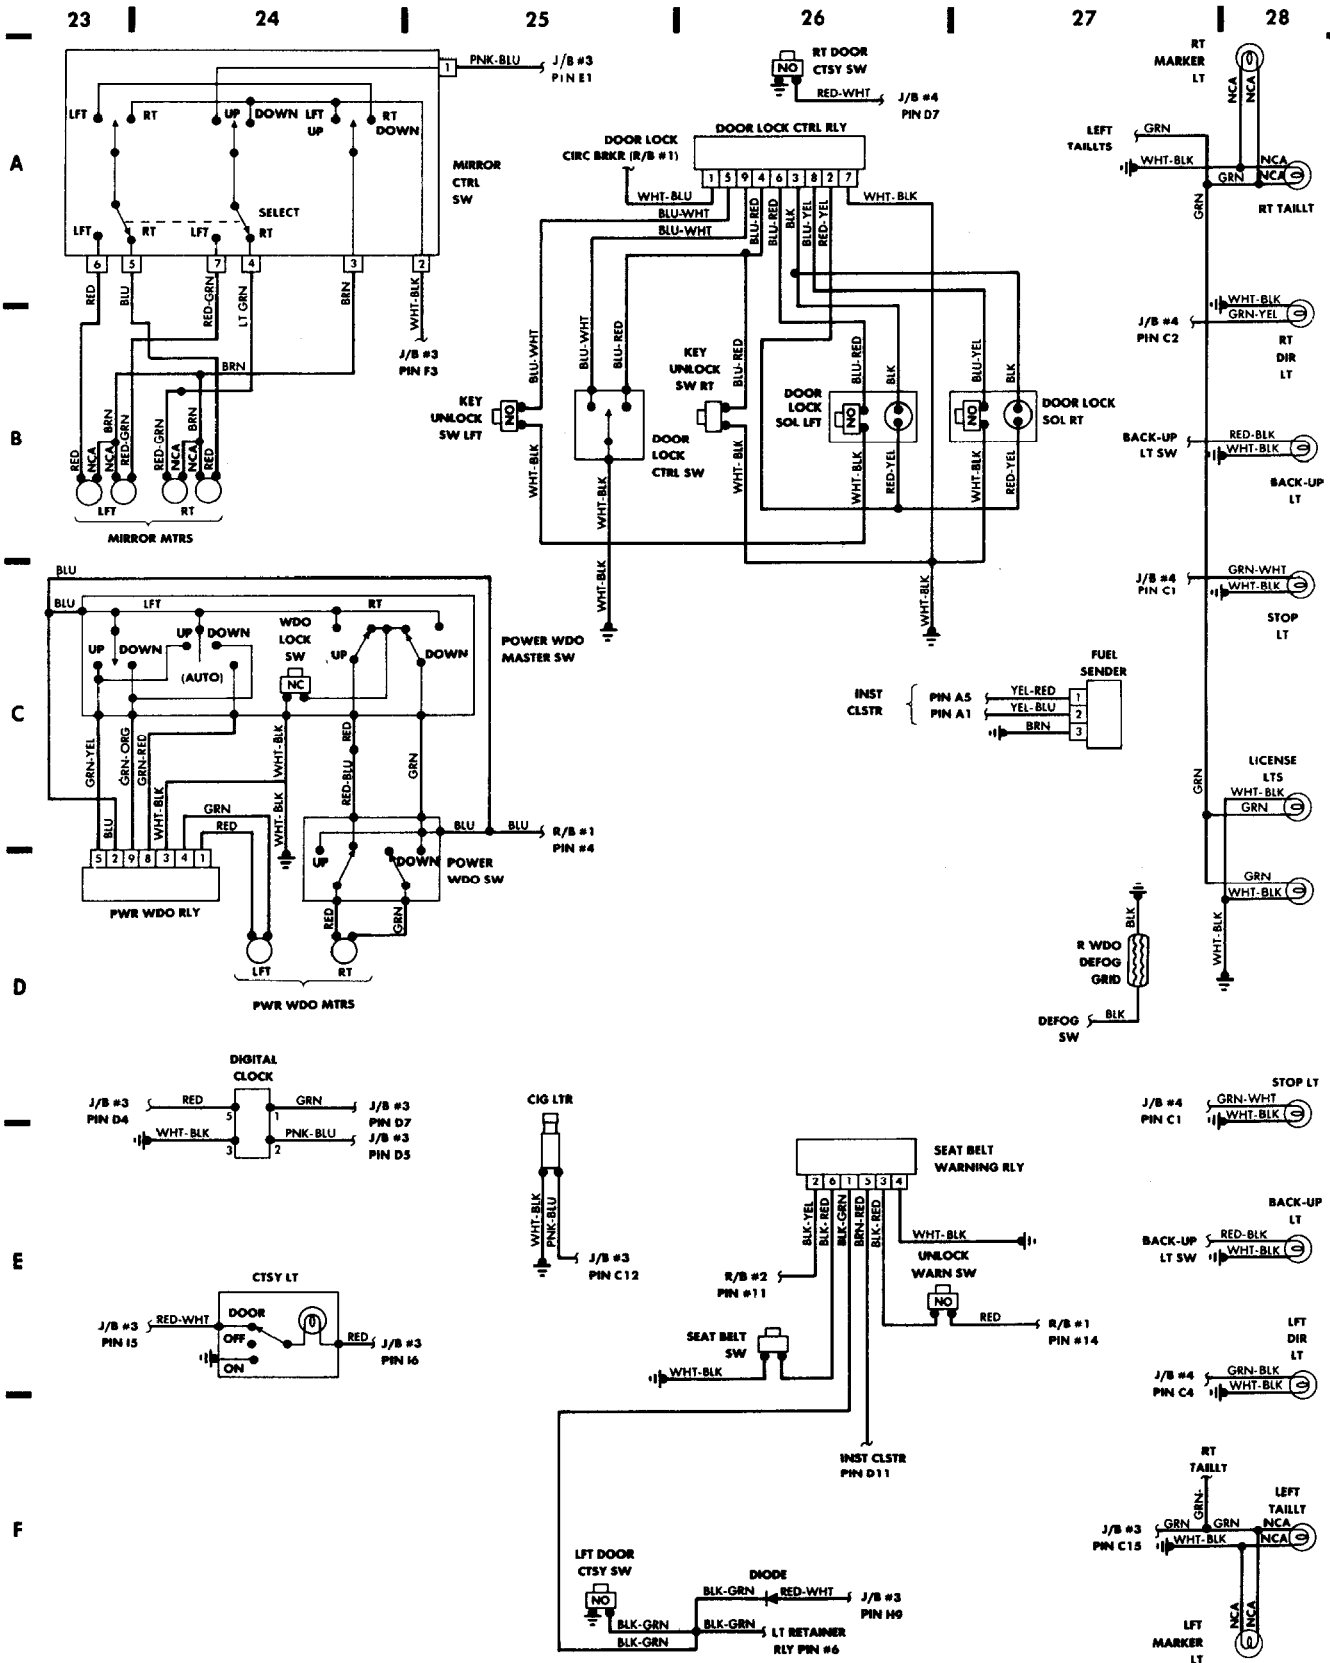 23 24 25 26 27 28
A
B
C
D
E
F
1
PNK-BLU
J/B #3
PIN E1
LFT
RT
UP
DOWN
LFT
UP
RT
DOWN
MIRROR
CTRL
SW
SELECT
LFT
RT
LFT
RT
6 5 7 4 3 2
RED
BLU
RED-GRN
LT GRN
BRN
WHT-BLK
J/B #3
PIN F3
BRN
RED
NCA
NCA
BRN
RED-GRN
RED-GRN
NCA
NCA
BRN
RED
LFT
RT
MIRROR MTRS
RT DOOR
CTSY SW
NO
RED-WHT
J/B #4
PIN D7
DOOR LOCK CTRL RLY
DOOR LOCK
CIRC BRKR (R/B #1)
1 5 9 4 6 3 8 2 7
WHT-BLU
WHT-BLK
BLU-WHT
BLU-WHT
BLU-RED
BLU-RED
BLK
BLU-YEL
RED-YEL
BLU-WHT
BLU-WHT
BLU-RED
BLU-RED
BLU-RED
BLK
BLU-YEL
BLK
KEY
UNLOCK
SW LFT
NO
KEY
UNLOCK
SW RT
DOOR
LOCK
CTRL SW
DOOR
LOCK
SOL LFT
NO
NO
DOOR LOCK
SOL RT
WHT-BLK
WHT-BLK
WHT-BLK
WHT-BLK
RED-YEL
WHT-BLK
RED-YEL
WHT-BLK
WHT-BLK
RT
MARKER
LT
NCA
NCA
LEFT
TAILLTS
GRN
WHT-BLK
NCA
GRN
NCA
RT TAILLT
GRN
WHT-BLK
GRN-YEL
J/B #4
PIN C2
RT
DIR
LT
BACK-UP
LT SW
RED-BLK
WHT-BLK
BACK-UP
LT
J/B #4
PIN C1
GRN-WHT
WHT-BLK
STOP
LT
BLU
BLU
LFT
RT
WDO
LOCK
SW
NC
UP
DOWN
UP
DOWN
(AUTO)
UP
DOWN
POWER WDO
MASTER SW
GRN-YEL
GRN-ORG
GRN-RED
BLU
WHT-BLK
WHT-BLK
WHT-BLK
RED
RED-BLU
GRN
GRN
RED
5 2 9 8 3 4 1
PWR WDO RLY
BLU
BLU
R/B #1
PIN #4
UP
DOWN
POWER
WDO SW
RED
GRN
LFT
RT
PWR WDO MTRS
FUEL
SENDER
INST
CLSTR
PIN A5
YEL-RED
1
PIN A1
YEL-BLU
2
BRN
3
LICENSE
LTS
GRN
WHT-BLK
GRN
GRN
WHT-BLK
WHT-BLK
BLK
R WDO
DEFOG
GRID
DEFOG
SW
BLK
DIGITAL
CLOCK
J/B #3
PIN D4
RED
5
1
GRN
J/B #3
PIN D7
WHT-BLK
3
2
PNK-BLU
J/B #3
PIN D5
CIG LTR
WHT-BLK
PNK-BLU
J/B #3
PIN C12
STOP LT
J/B #4
PIN C1
GRN-WHT
WHT-BLK
SEAT BELT
WARNING RLY
2 6 1 5 3 4
BLK-YEL
BLK-RED
BLK-GRN
BRN-RED
BLK-RED
WHT-BLK
R/B #2
PIN #11
UNLOCK
WARN SW
NO
RED
R/B #1
PIN #14
SEAT BELT
SW
WHT-BLK
BACK-UP
LT
BACK-UP
LT SW
RED-BLK
WHT-BLK
CTSY LT
J/B #3
PIN I5
RED-WHT
DOOR
OFF
ON
RED
J/B #3
PIN I6
LFT
DIR
LT
J/B #4
PIN C4
GRN-BLK
WHT-BLK
INST CLSTR
PIN D11
RT
TAILLT
GRN-
LEFT
TAILLT
J/B #3
PIN C15
GRN
GRN
NCA
WHT-BLK
NCA
NCA
NCA
LFT
MARKER
LT
LFT DOOR
CTSY SW
NO
DIODE
BLK-GRN
RED-WHT
J/B #3
PIN H9
BLK-GRN
BLK-GRN
LT RETAINER
RLY PIN #6
BLK-GRN